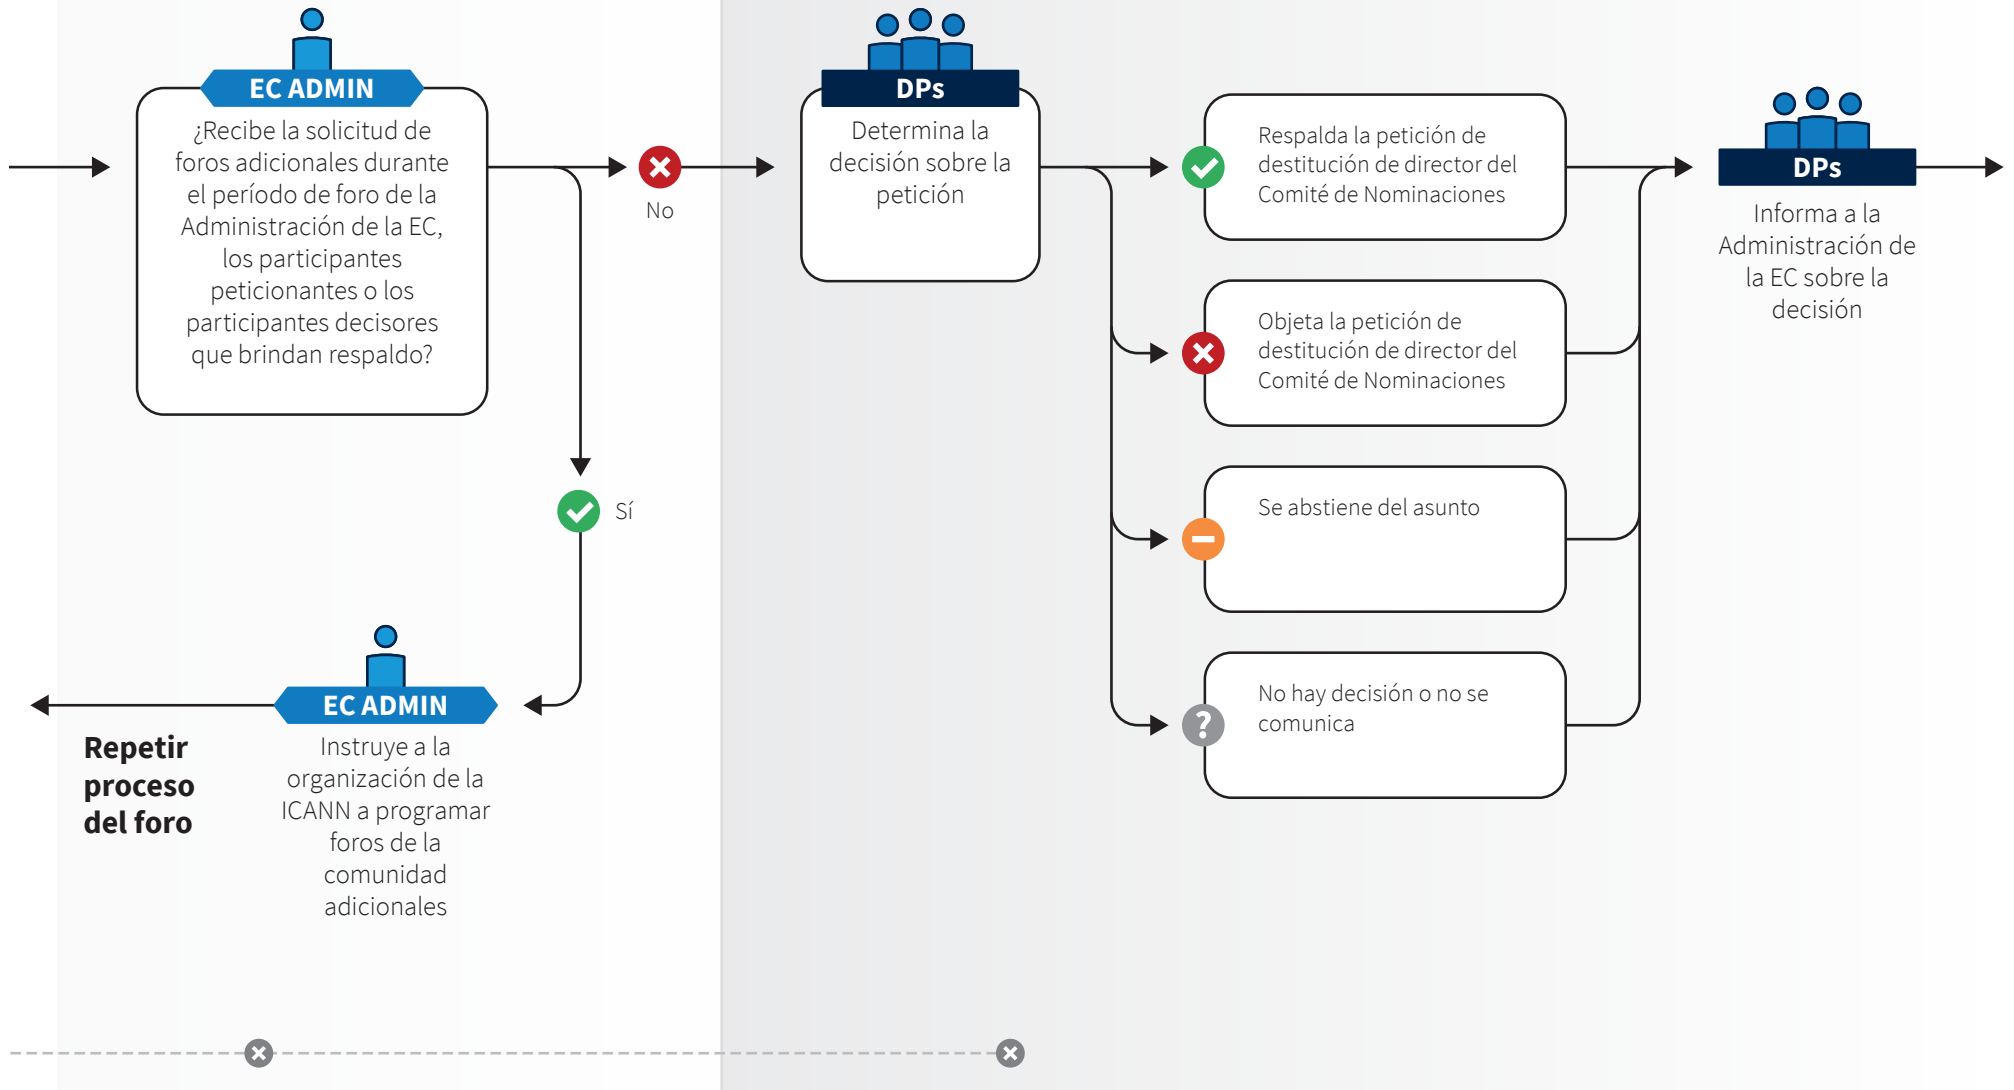 EC ADMIN
¿Recibe la solicitud de
foros adicionales durante
el período de foro de la
Administración de la EC,
los participantes
peticionantes o los
participantes decisores
que brindan respaldo?
No
Sí
EC ADMIN
Instruye a la
organización de la
ICANN a programar
foros de la
comunidad
adicionales
Repetir
proceso
del foro
DPs
Determina la
decisión sobre la
petición
Respalda la petición de
destitución de director del
Comité de Nominaciones
Objeta la petición de
destitución de director del
Comité de Nominaciones
Se abstiene del asunto
?
No hay decisión o no se
comunica
DPs
Informa a la
Administración de
la EC sobre la
decisión